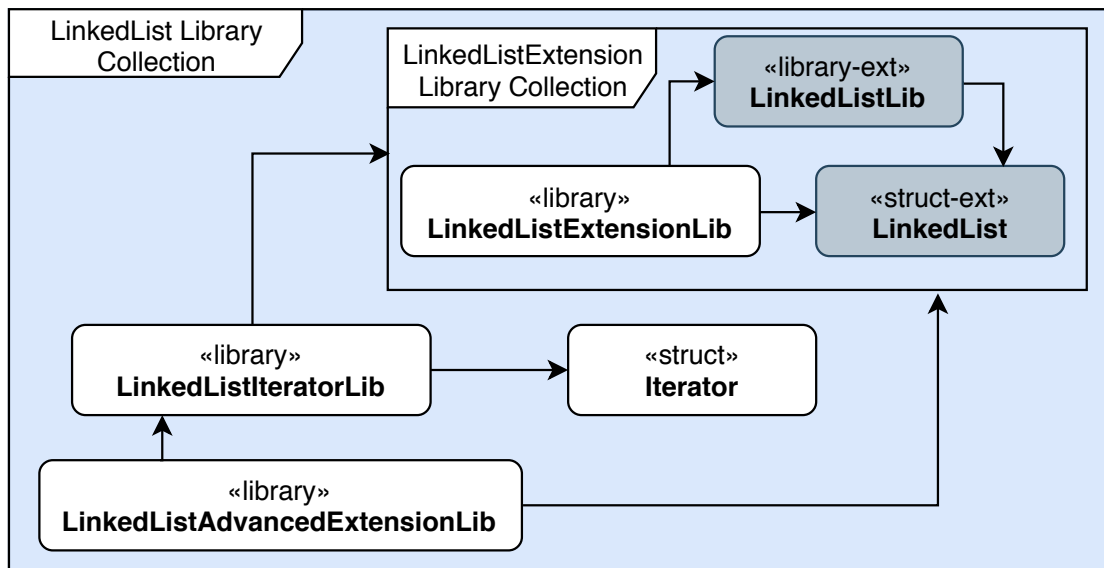 LinkedList Library
Collection
LinkedListExtension
Library Collection
«library-ext»
LinkedListLib
«library»
LinkedListExtensionLib
«struct-ext»
LinkedList
«library»
LinkedListIteratorLib
«struct»
Iterator
«library»
LinkedListAdvancedExtensionLib